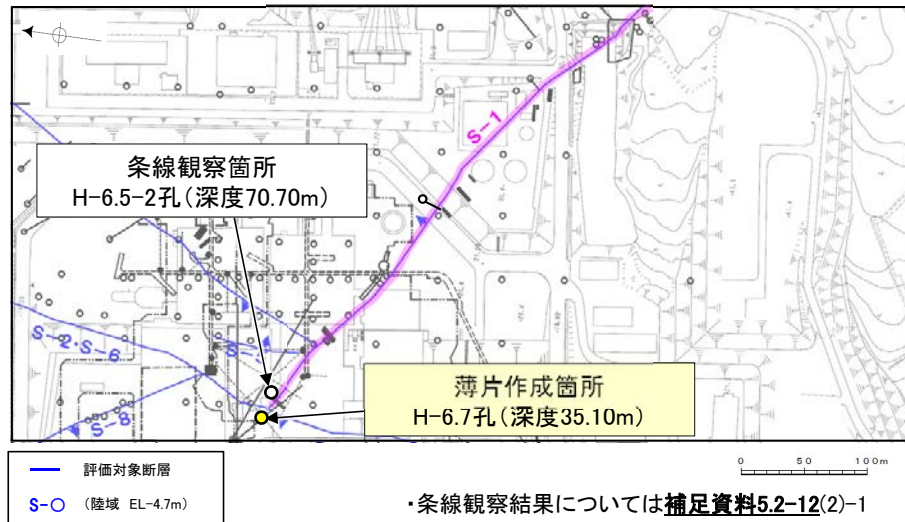 S-1
条線観察箇所
H-6.5-2孔(深度70.70m)
S-2・S-6
S-8
薄片作成箇所
H-6.7孔(深度35.10m)
評価対象断層
S-○ (陸域 EL-4.7m)
0 50 100m
・条線観察結果については補足資料5.2-12(2)-1